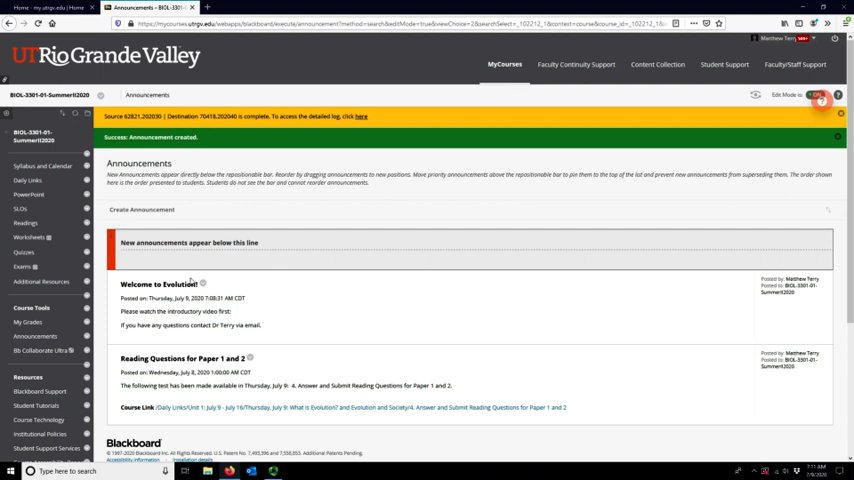 Home - my.utrgv.edu | Home
Announcements – BIOL-3301-01-
https://mycourses.utrgv.edu/webapps/blackboard/execute/announcement?method=search&editMode=true&viewChoice=2&searchSelect=_102212_1&context=course&course_id=_102212_1
Matthew Terry
UTRioGrandeValley
MyCourses
Faculty Continuity Support
Content Collection
Student Support
Faculty/Staff Support
BIOL-3301-01-SummerII2020
Announcements
Edit Mode is:
ON
?
Source 62821.202030 | Destination 70418.202040 is complete. To access the detailed log, click here
Success: Announcement created.
BIOL-3301-01-
SummerII2020
Syllabus and Calendar
Daily Links
PowerPoint
SLOs
Readings
Worksheets
Quizzes
Exams
Additional Resources
Course Tools
My Grades
Announcements
Bb Collaborate Ultra
Resources
Blackboard Support
Student Tutorials
Course Technology
Institutional Policies
Student Support Services
Announcements
New Announcements appear directly below the repositionable bar. Reorder by dragging announcements to new positions. Move priority announcements above the repositionable bar to pin them to the top of the list and prevent new announcements from superseding them. The order shown
here is the order presented to students. Students do not see the bar and cannot reorder announcements.
Create Announcement
New announcements appear below this line
Welcome to Evolution!
Posted on: Thursday, July 9, 2020 7:08:31 AM CDT
Please watch the introductory video first:
If you have any questions contact Dr Terry via email.
Posted by: Matthew Terry
Posted to: BIOL-3301-01-
SummerII2020
Reading Questions for Paper 1 and 2
Posted on: Wednesday, July 8, 2020 1:00:00 AM CDT
The following test has been made available in Thursday, July 9: 4. Answer and Submit Reading Questions for Paper 1 and 2.
Course Link /Daily Links/Unit 1: July 9 - July 16/Thursday, July 9: What is Evolution? and Evolution and Society/4. Answer and Submit Reading Questions for Paper 1 and 2
Posted by: Matthew Terry
Posted to: BIOL-3301-01-
SummerII2020
Blackboard
© 1997-2020 Blackboard Inc. All Rights Reserved. U.S. Patent No. 7,493,396 and 7,558,853. Additional Patents Pending.
Accessibility Information
Installation details
Type here to search
7:11 AM
7/9/2020